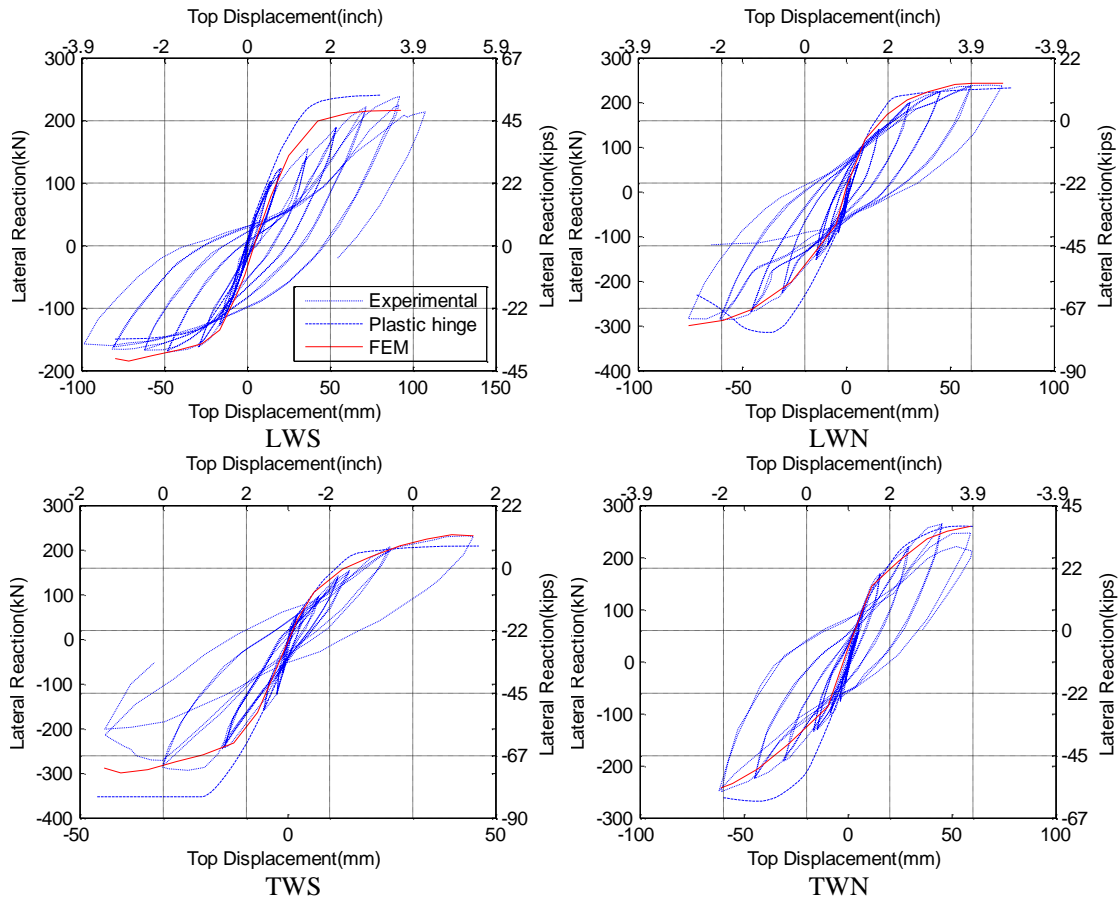 Top Displacement(inch) Top Displacement(inch)
-3.9 -2 0 2 3.9 5.9 -3.9 -2 0 2 3.9 -3.9
300 67 300 22
200 45 200 0
100 22 100 -22
0 0 0 -45
-100 -22 -100 -67
-200 -45 -200 -90
-300
-400
Lateral Reaction(kN) Lateral Reaction(kips) Lateral Reaction(kN) Lateral Reaction(kips)
Experimental
Plastic hinge
FEM
-100 -50 0 50 100 150 -100 -50 0 50 100
Top Displacement(mm) Top Displacement(mm)
LWS LWN
Top Displacement(inch) Top Displacement(inch)
-2 0 2 -2 0 2 -3.9 -2 0 2 3.9 -3.9
300 22 300 45
200 0 200 22
100 -22 100 0
0 -45 0 -22
-100 -67 -100 -45
-200 -90 -200 -67
-300 -300
-400
Lateral Reaction(kN) Lateral Reaction(kips) Lateral Reaction(kN) Lateral Reaction(kips)
-50 0 50 -100 -50 0 50 100
Top Displacement(mm) Top Displacement(mm)
TWS TWN